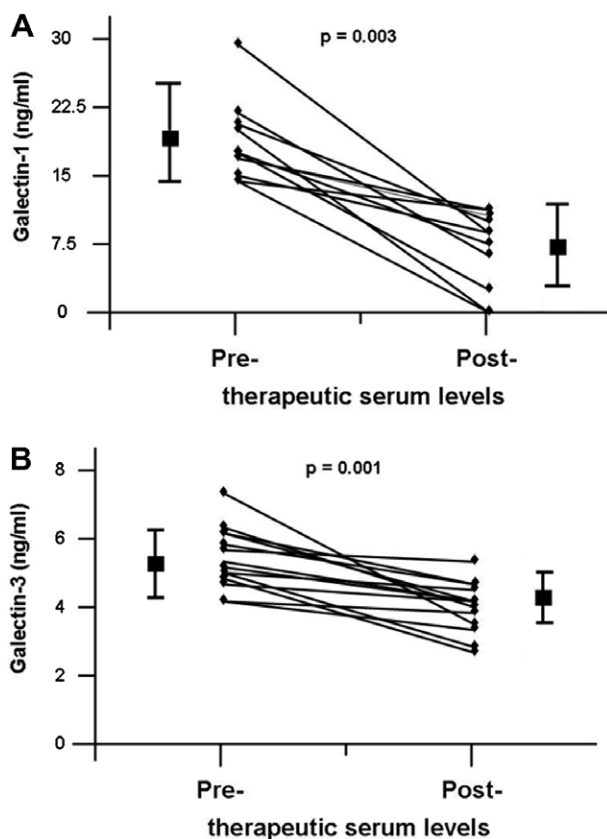 A
p = 0.003
Galectin-1 (ng/ml)
30
22.5
15
7.5
0
Pre- Post-
therapeutic serum levels
B
p = 0.001
Galectin-3 (ng/ml)
8
6
4
2
0
Pre- Post-
therapeutic serum levels